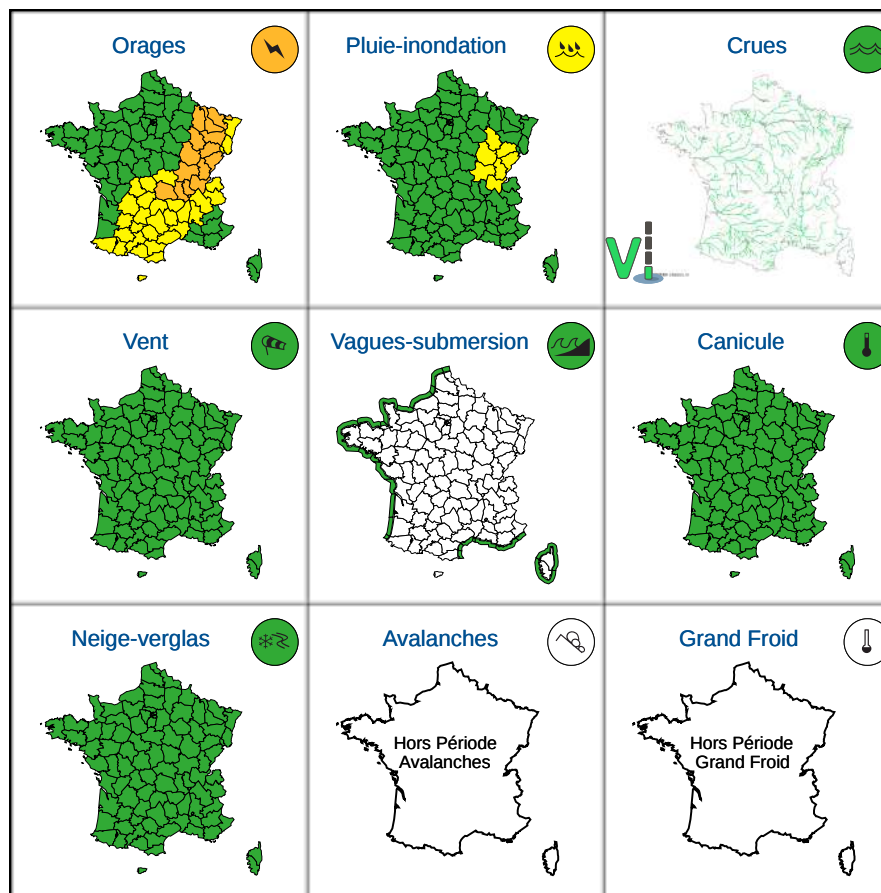 Orages
Pluie-inondation
Crues
Vent
Vagues-submersion
Canicule
Neige-verglas
Avalanches
Grand Froid
Hors Période
Avalanches
Hors Période
Grand Froid